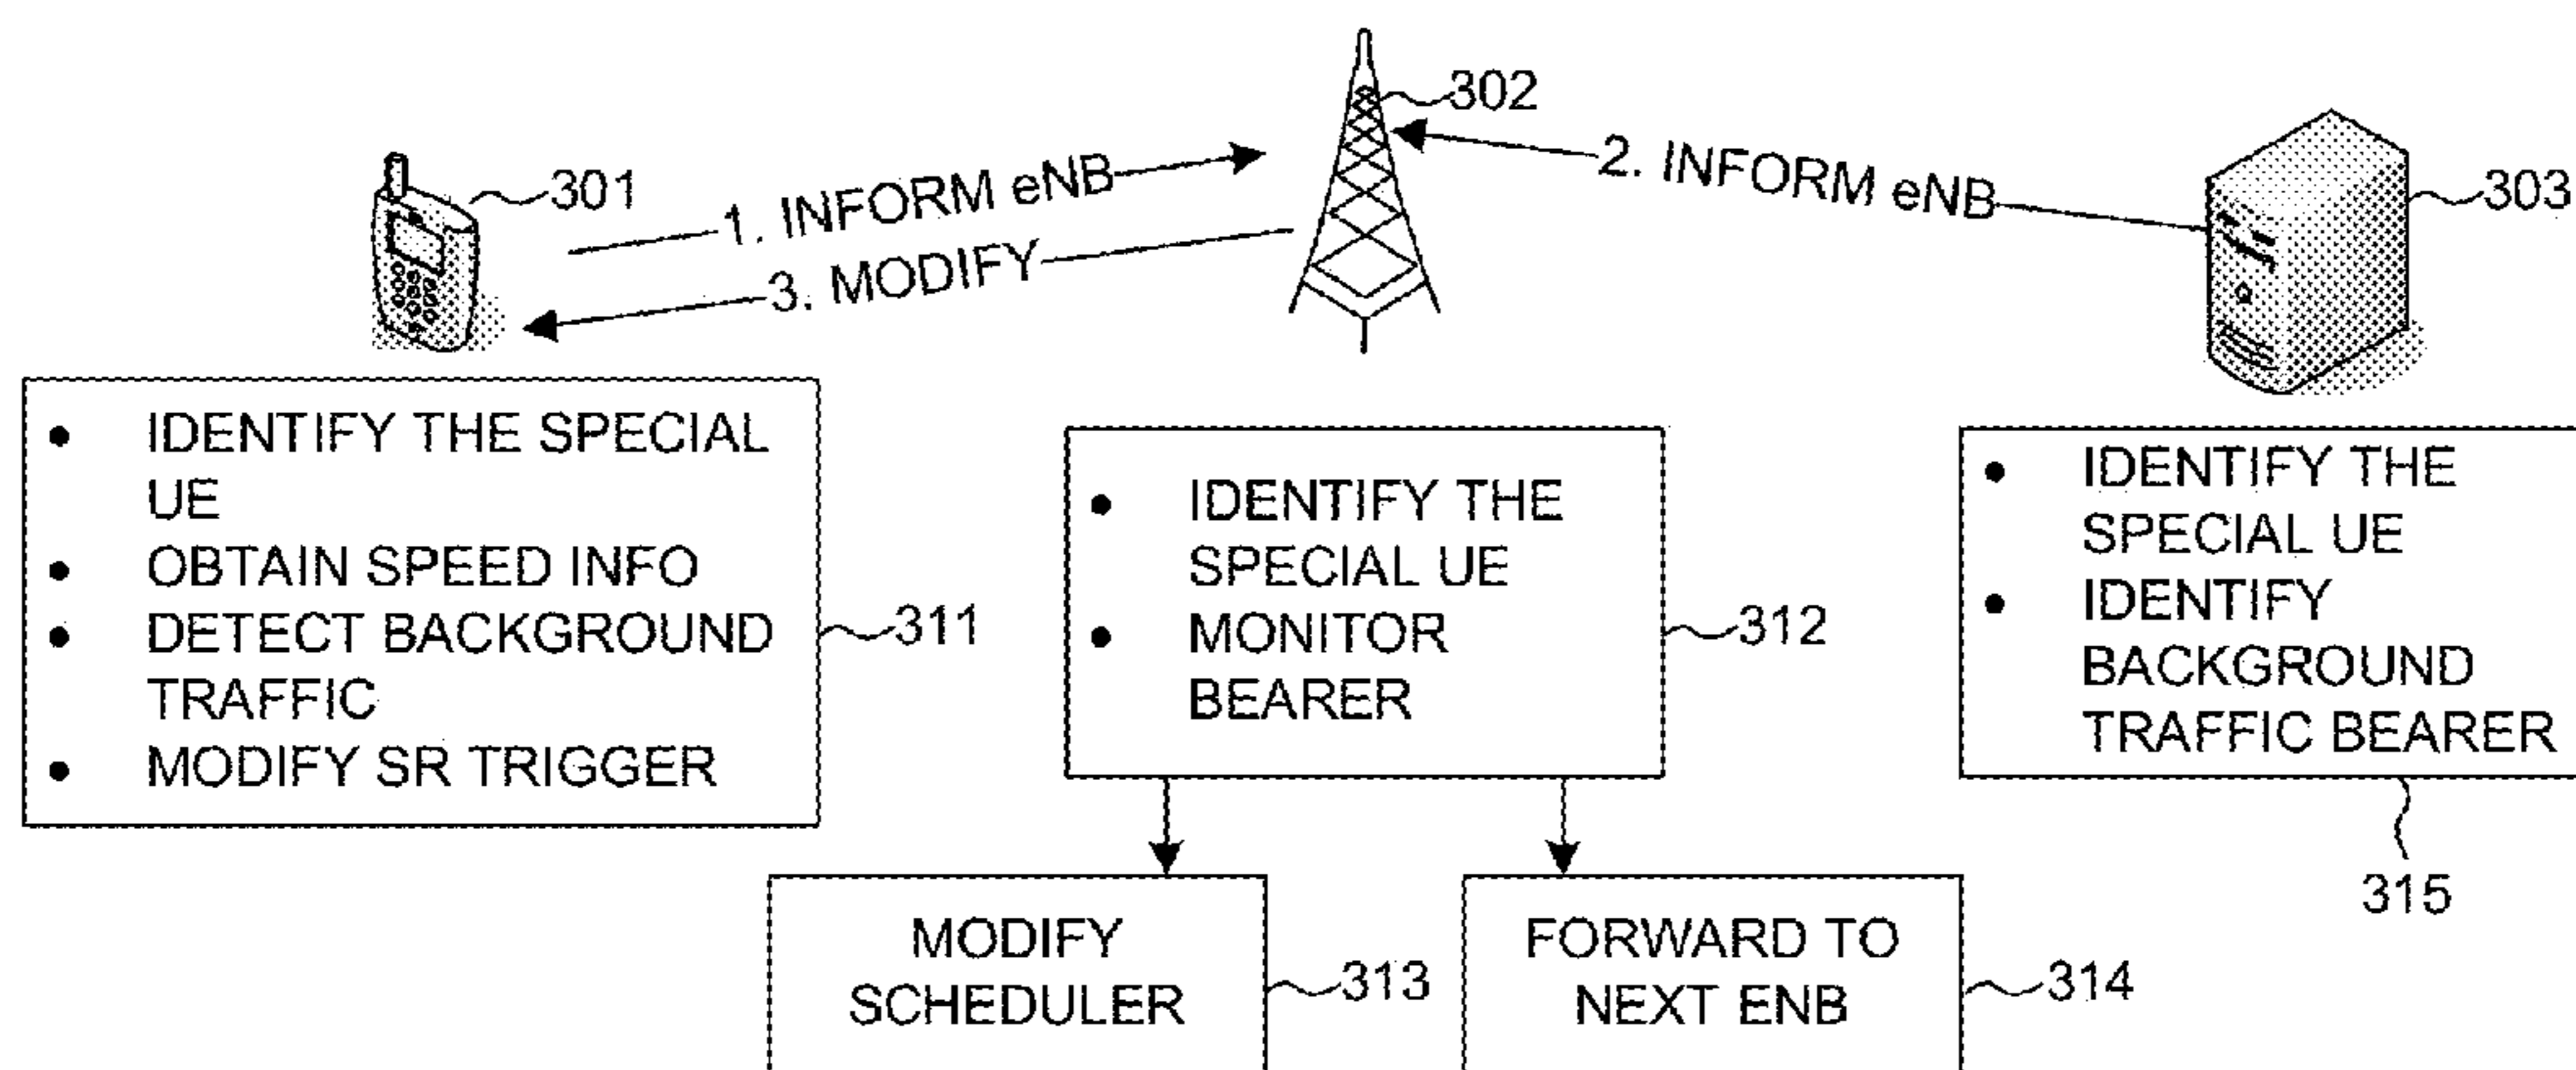 302
301
303
1. INFORM eNB
2. INFORM eNB
3. MODIFY
• IDENTIFY THE SPECIAL
UE
• OBTAIN SPEED INFO
• DETECT BACKGROUND
TRAFFIC
• MODIFY SR TRIGGER
311
• IDENTIFY THE
SPECIAL UE
• MONITOR
BEARER
312
• IDENTIFY THE
SPECIAL UE
• IDENTIFY
BACKGROUND
TRAFFIC BEARER
315
MODIFY
SCHEDULER
313
FORWARD TO
NEXT ENB
314